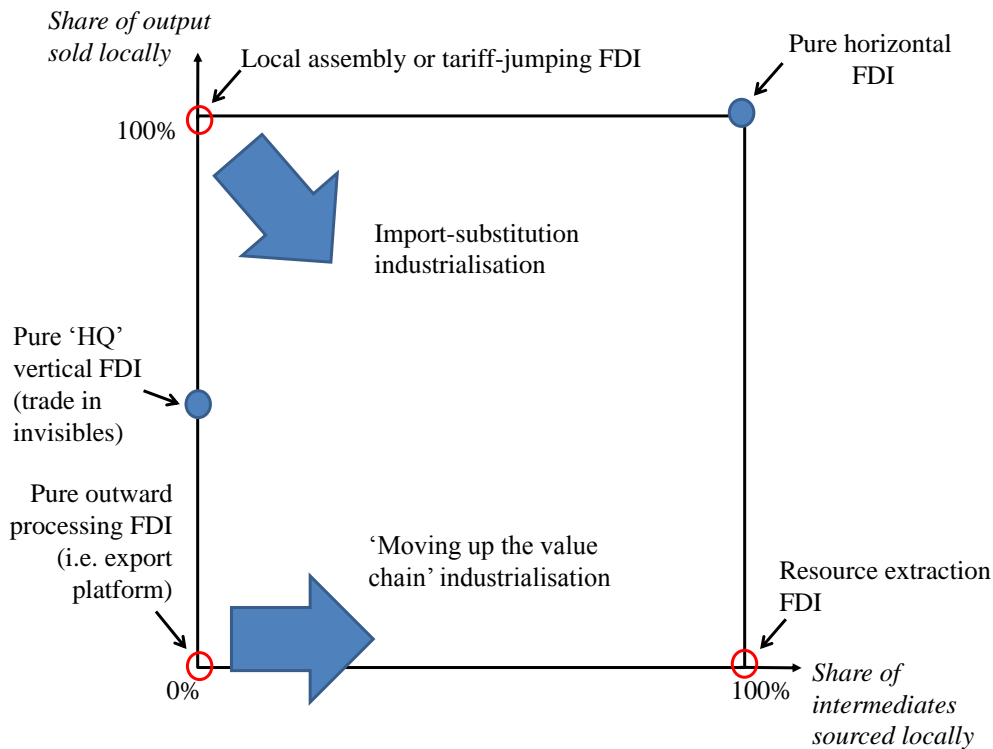 Share of output
sold locally
Local assembly or tariff-jumping FDI
Pure horizontal
FDI
100%
Import-substitution
industrialisation
Pure ‘HQ’
vertical FDI
(trade in
invisibles)
Pure outward
processing FDI
(i.e. export
platform)
‘Moving up the value
chain’ industrialisation
Resource extraction
FDI
0%
100%
Share of
intermediates
sourced locally